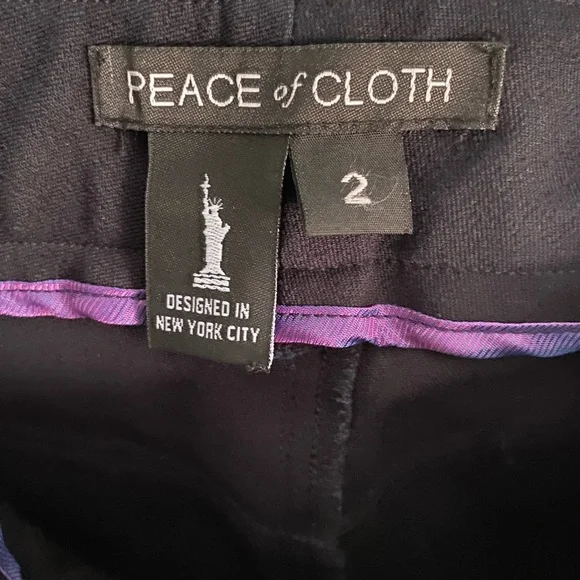 PEACE of CLOTH
2
DESIGNED IN
NEW YORK CITY